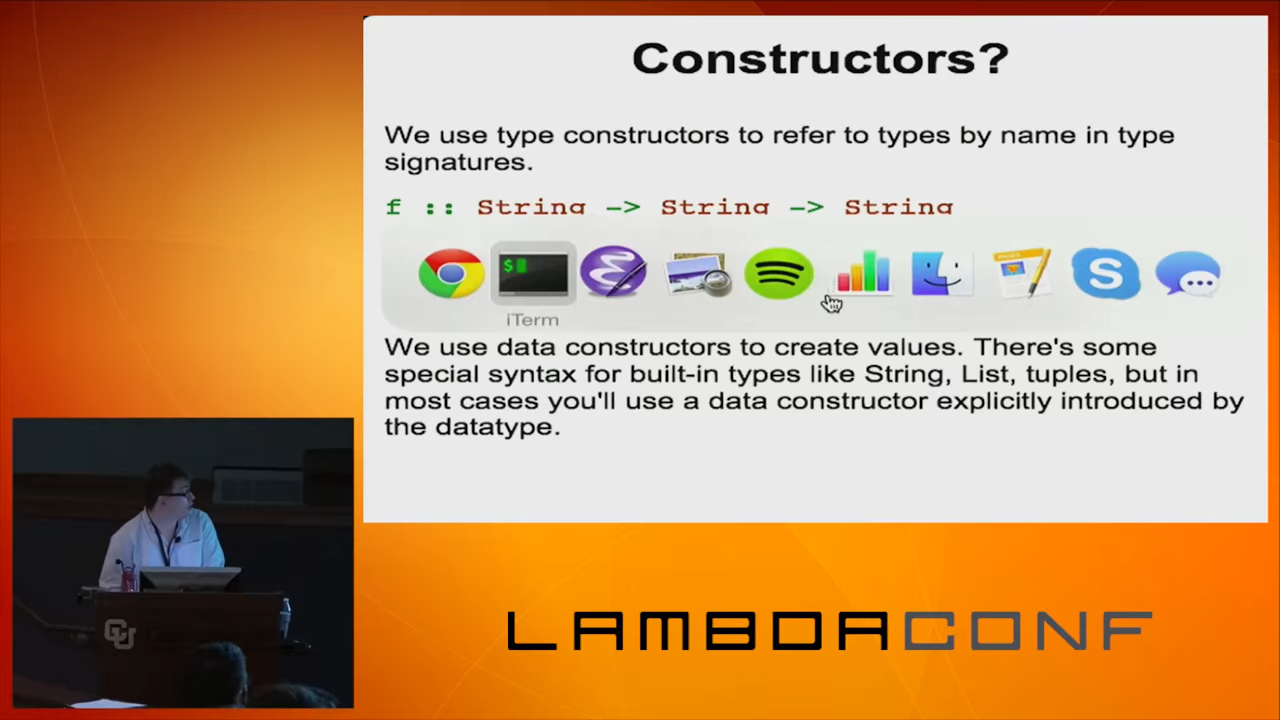 Constructors?
We use type constructors to refer to types by name in type
signatures.
f :: String -> String -> String
$
iTerm
We use data constructors to create values. There's some
special syntax for built-in types like String, List, tuples, but in
most cases you'll use a data constructor explicitly introduced by
the datatype.
CU
LAMBDACONF